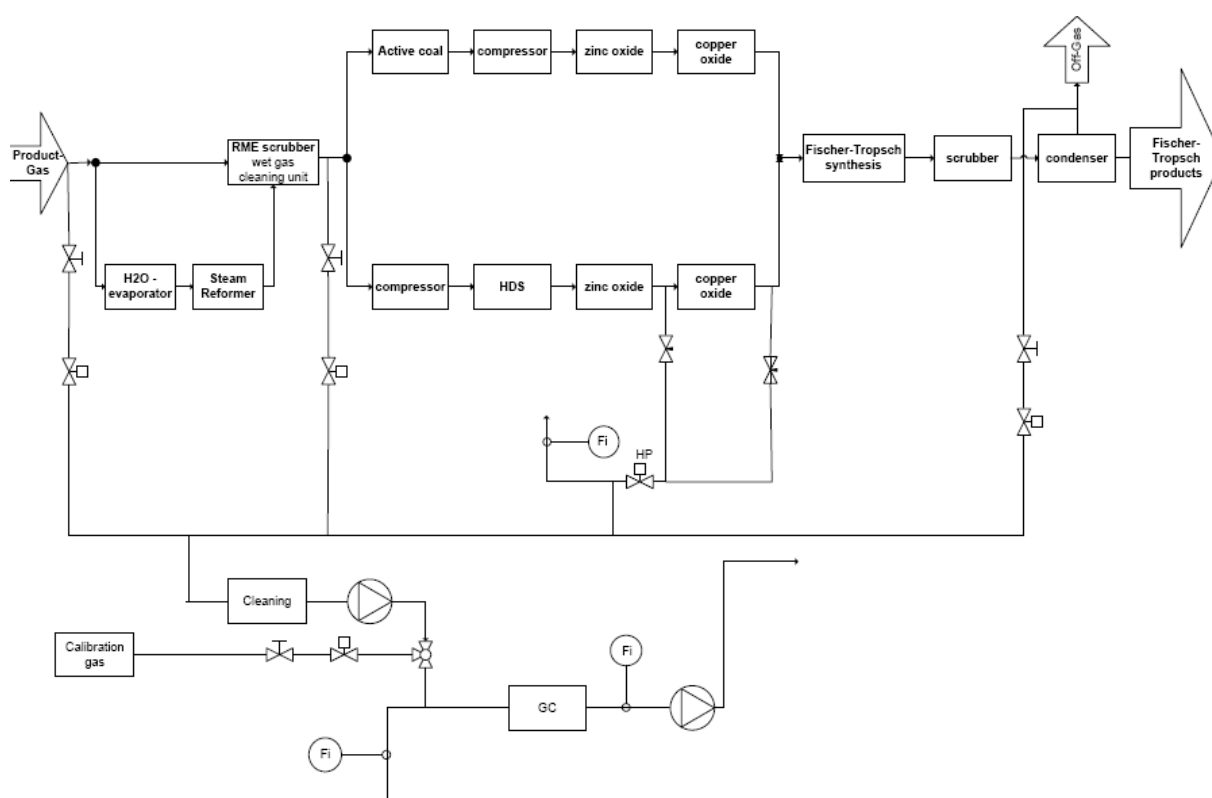 Off-Gas
Active coal
compressor
zinc oxide
copper
oxide
Product-
Gas
RME scrubber
wet gas
cleaning unit
Fischer-Tropsch
synthesis
scrubber
condenser
Fischer-
Tropsch
products
H2O -
evaporator
Steam
Reformer
compressor
HDS
zinc oxide
copper
oxide
Fi
HP
Cleaning
Calibration
gas
Fi
GC
Fi